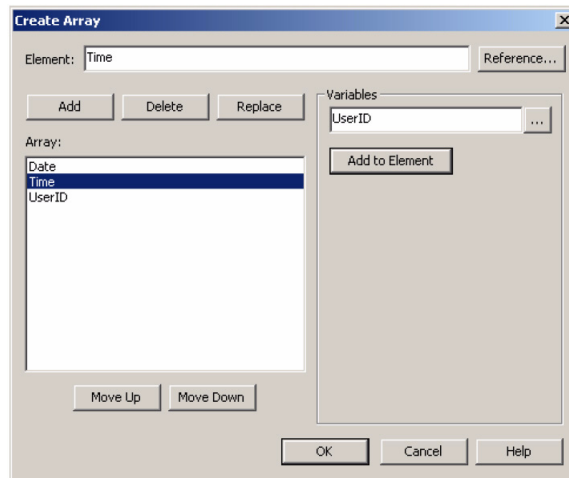 Create Array
Element: Time Reference...
Add Delete Replace
Variables
UserID ...
Array:
Add to Element
Date
Time
UserID
Move Up Move Down
OK Cancel Help